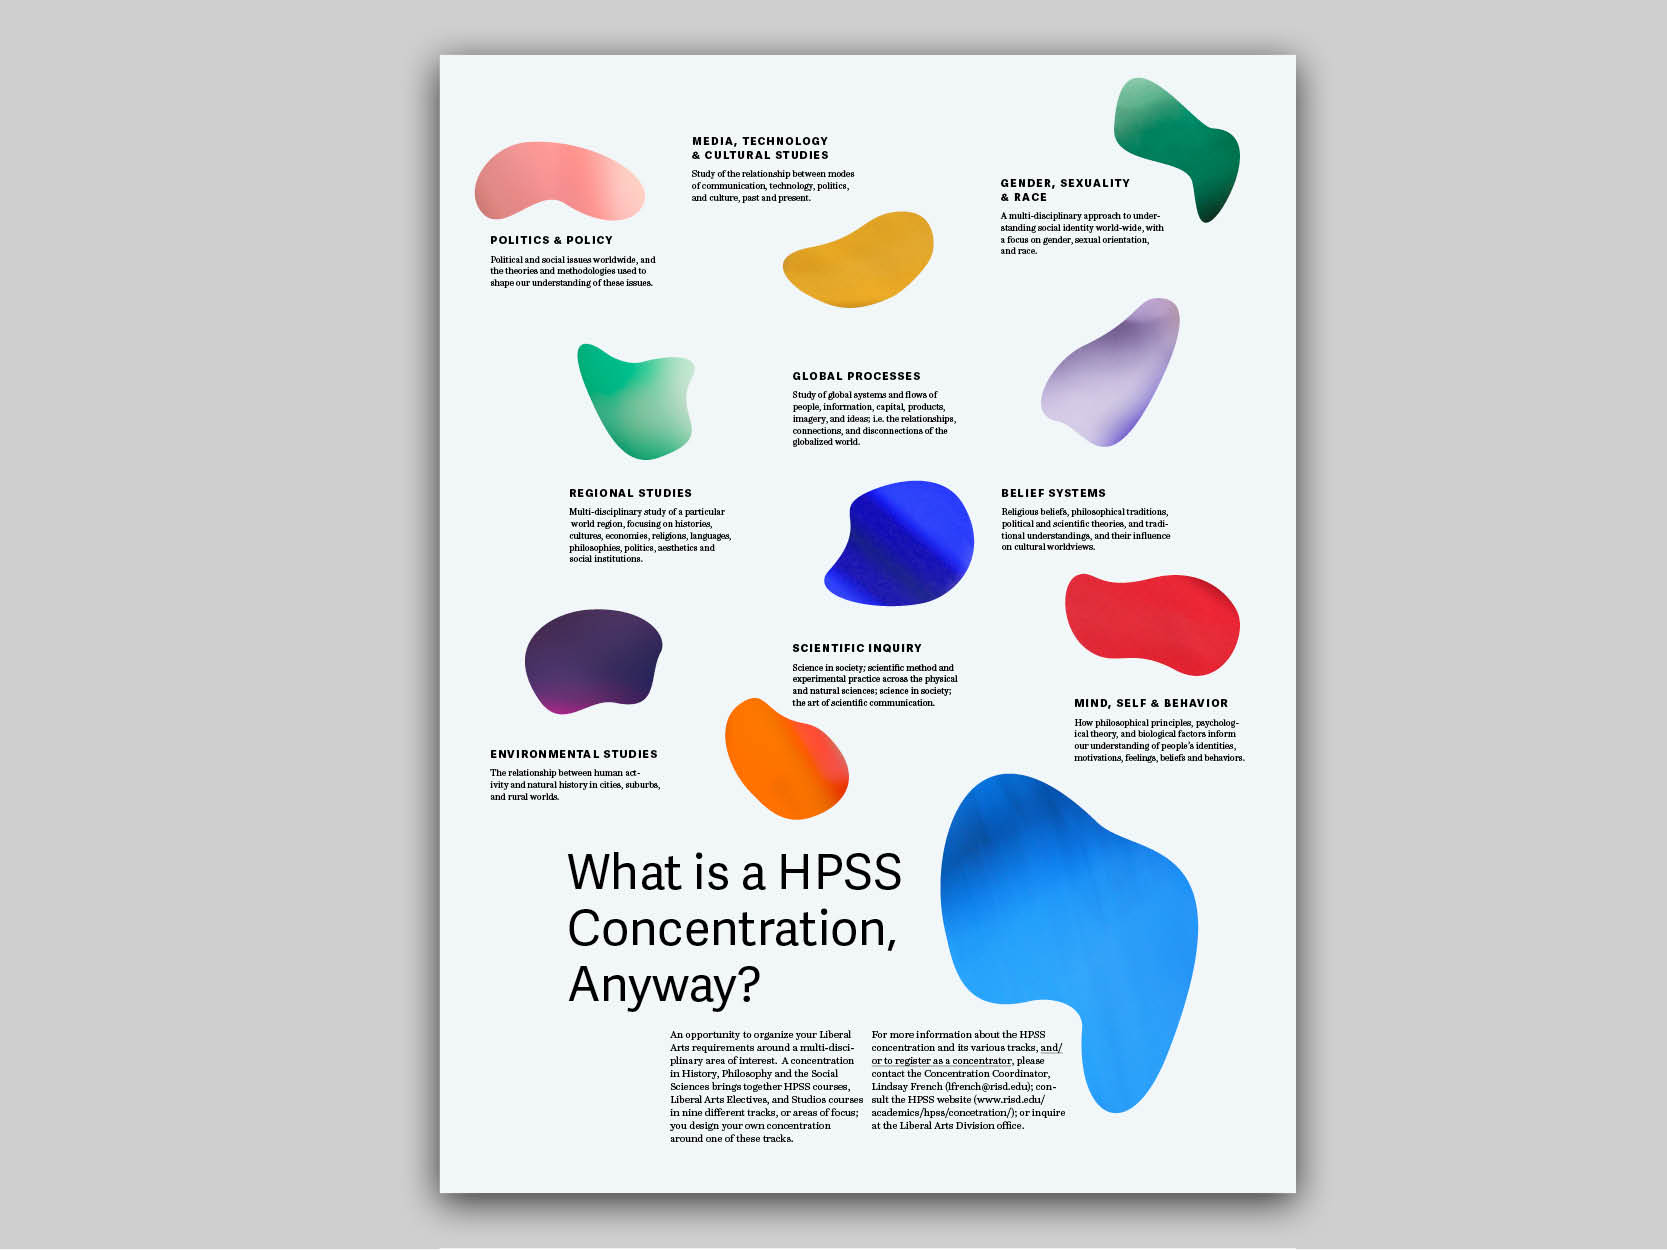 MEDIA, TECHNOLOGY
& CULTURAL STUDIES
Study of the relationship between modes
of communication, technology, politics,
and culture, past and present.
GENDER, SEXUALITY
& RACE
A multi-disciplinary approach to under-
standing social identity world-wide, with
a focus on gender, sexual orientation,
and race.
POLITICS & POLICY
Political and social issues worldwide, and
the theories and methodologies used to
shape our understanding of these issues.
GLOBAL PROCESSES
Study of global systems and flows of
people, information, capital, products,
imagery, and ideas; i.e. the relationships,
connections, and disconnections of the
globalized world.
REGIONAL STUDIES
Multi-disciplinary study of a particular
world region, focusing on histories,
cultures, economies, religions, languages,
philosophies, politics, aesthetics and
social institutions.
BELIEF SYSTEMS
Religious beliefs, philosophical traditions,
political and scientific theories, and tradi-
tional understandings, and their influence
on cultural worldviews.
SCIENTIFIC INQUIRY
Science in society; scientific method and
experimental practice across the physical
and natural sciences; science in society;
the art of scientific communication.
MIND, SELF & BEHAVIOR
How philosophical principles, psycholog-
ical theory, and biological factors inform
our understanding of people's identities,
motivations, feelings, beliefs and behaviors.
ENVIRONMENTAL STUDIES
The relationship between human act-
ivity and natural history in cities, suburbs,
and rural worlds.
What is a HPSS
Concentration,
Anyway?
An opportunity to organize your Liberal
Arts requirements around a multi-disci-
plinary area of interest. A concentration
in History, Philosophy and the Social
Sciences brings together HPSS courses,
Liberal Arts Electives, and Studios courses
in nine different tracks, or areas of focus;
you design your own concentration
around one of these tracks.
For more information about the HPSS
concentration and its various tracks, and/
or to register as a concentrator, please
contact the Concentration Coordinator,
Lindsay French (lfrench@risd.edu); con-
sult the HPSS website (www.risd.edu/
academics/hpss/concetration/); or inquire
at the Liberal Arts Division office.